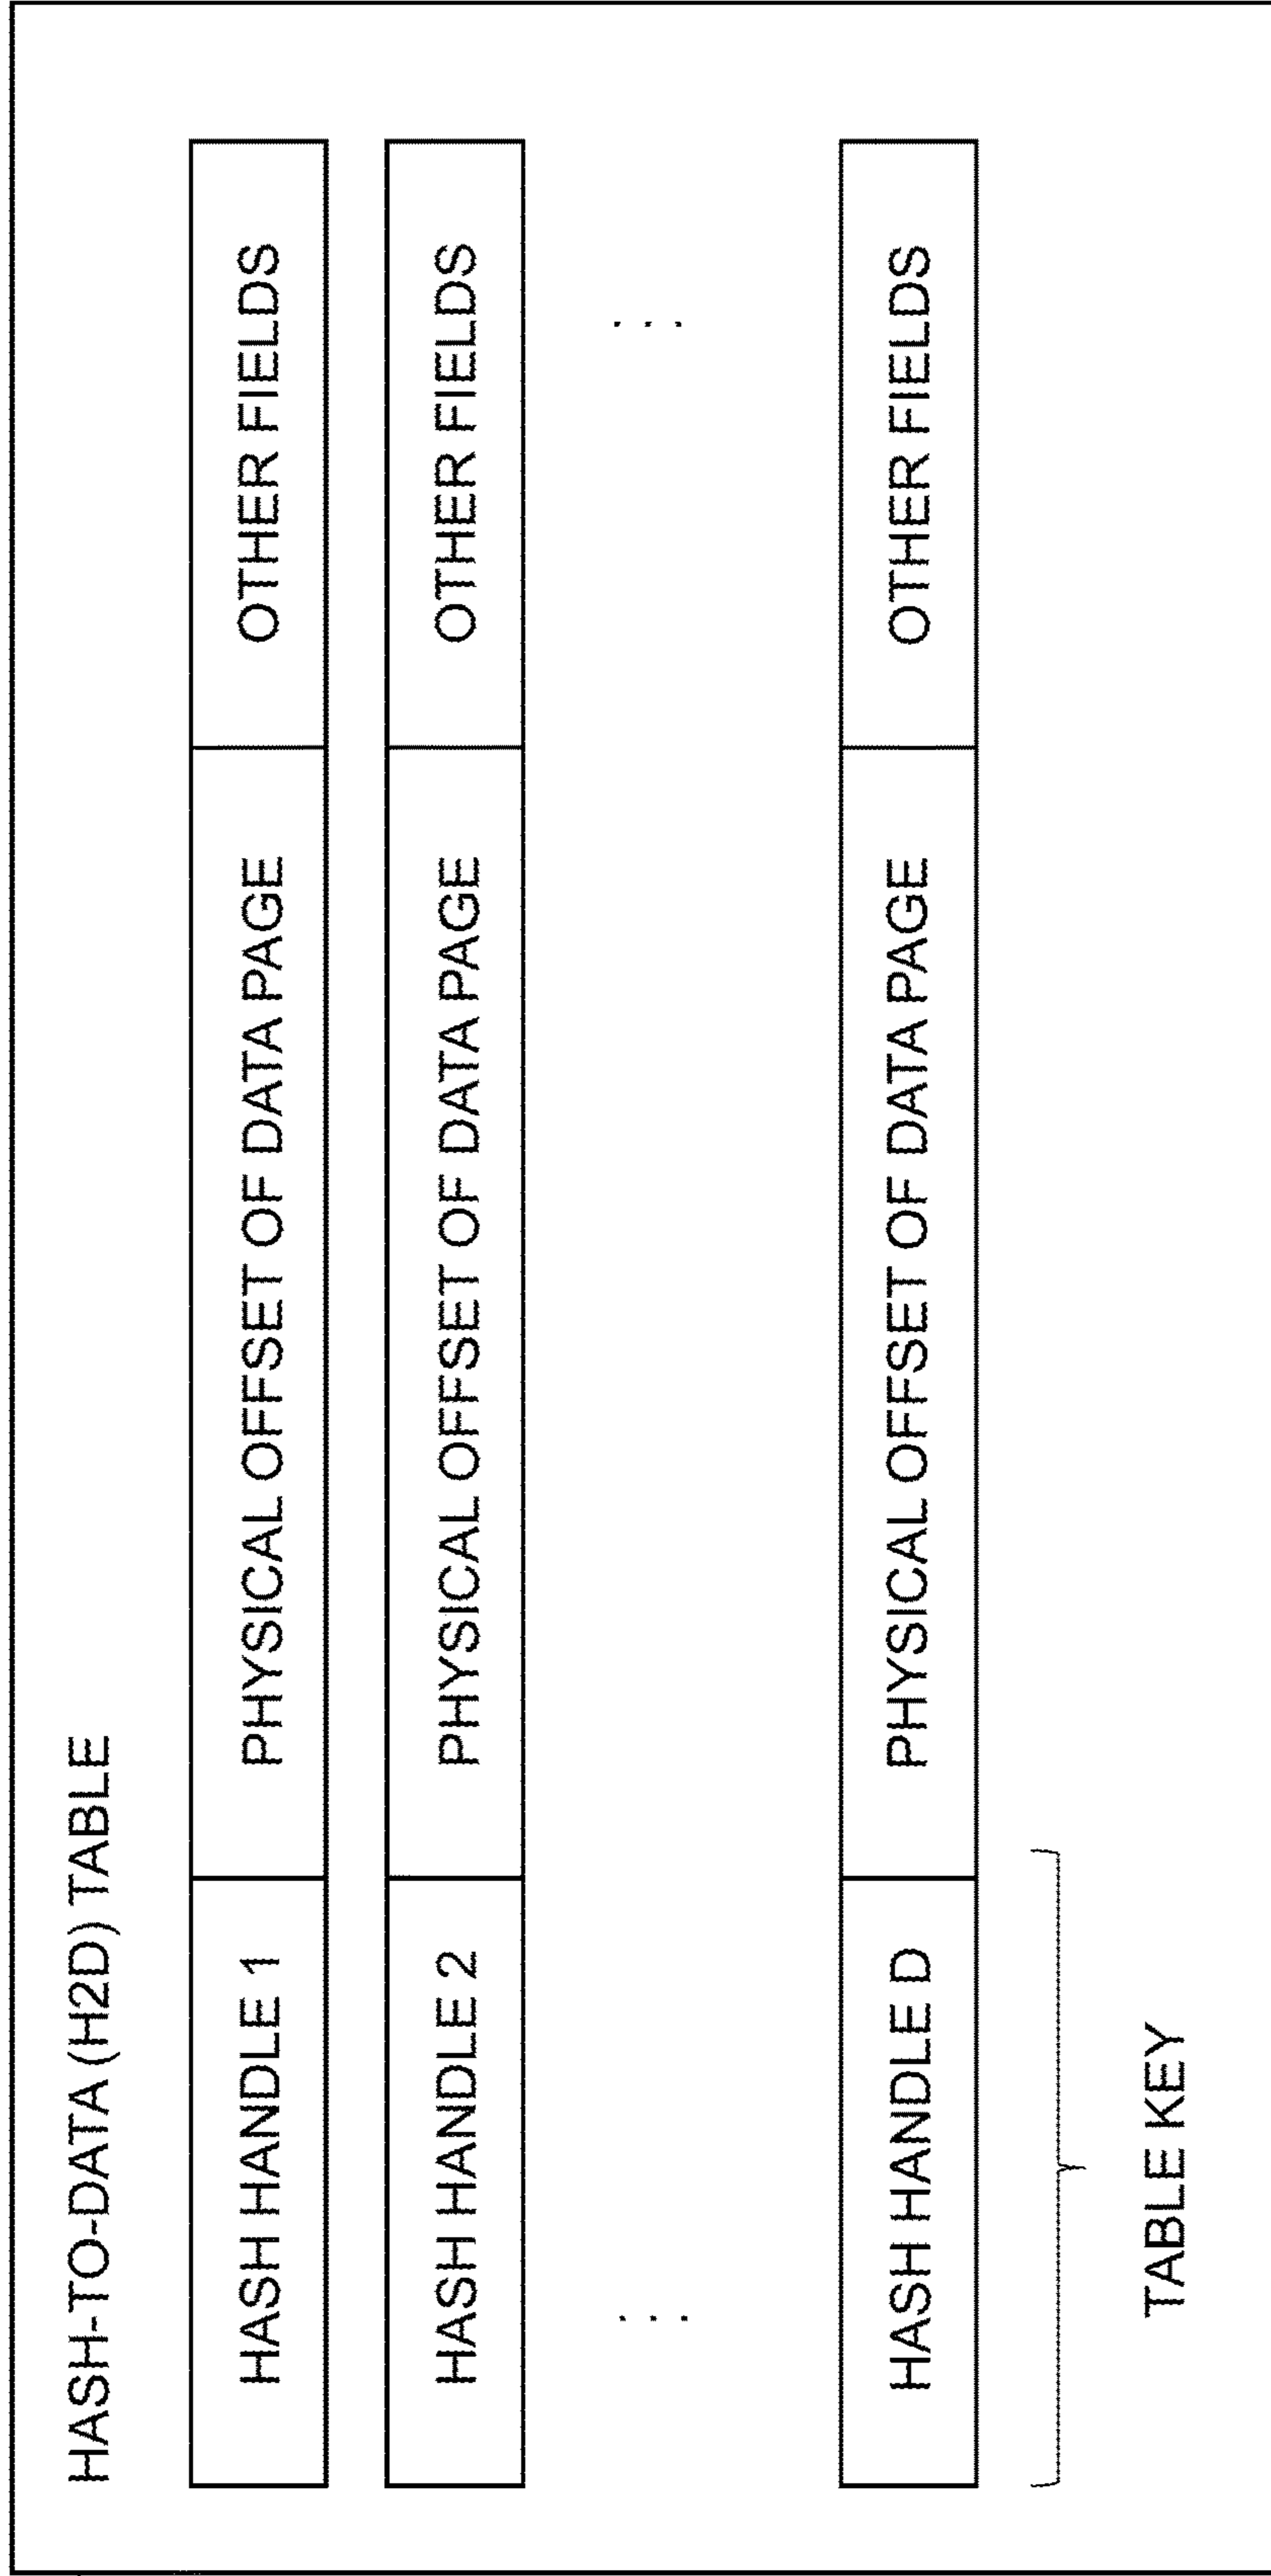 HASH-TO-DATA (H2D) TABLE
HASH HANDLE 1 PHYSICAL OFFSET OF DATA PAGE OTHER FIELDS
HASH HANDLE 2 PHYSICAL OFFSET OF DATA PAGE OTHER FIELDS
. . . . . .
HASH HANDLE D PHYSICAL OFFSET OF DATA PAGE OTHER FIELDS
TABLE KEY